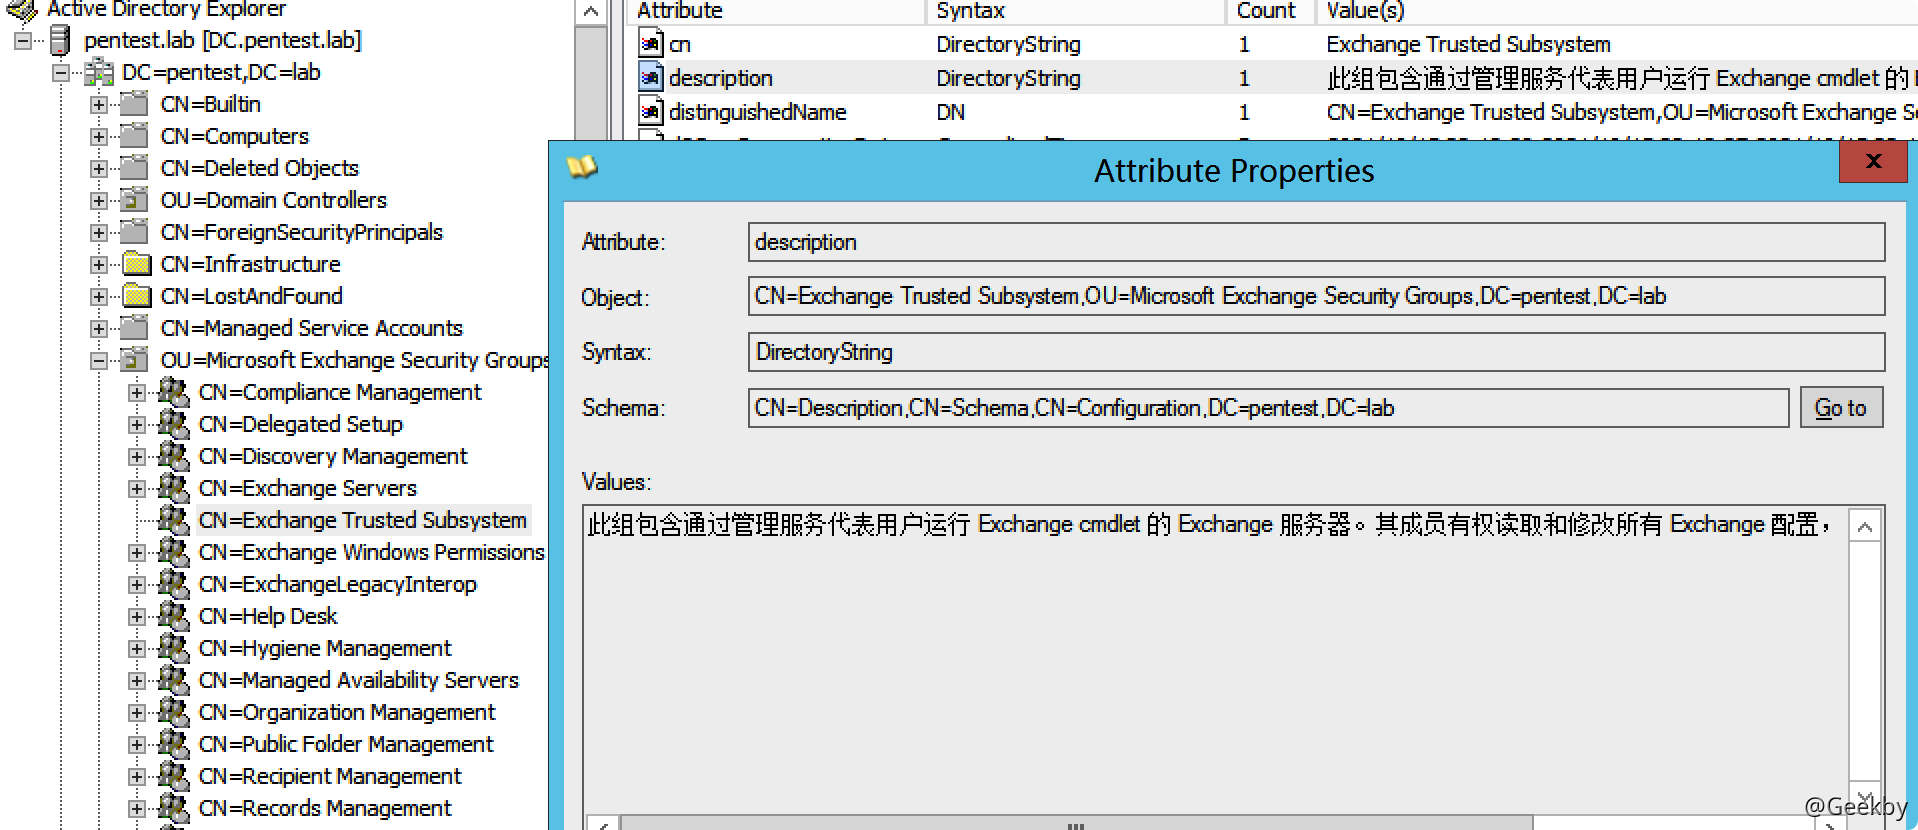 Active Directory Explorer
pentest.lab [DC.pentest.lab]
DC=pentest,DC=lab
CN=Builtin
CN=Computers
CN=Deleted Objects
OU=Domain Controllers
CN=ForeignSecurityPrincipals
CN=Infrastructure
CN=LostAndFound
CN=Managed Service Accounts
OU=Microsoft Exchange Security Groups
CN=Compliance Management
CN=Delegated Setup
CN=Discovery Management
CN=Exchange Servers
CN=Exchange Trusted Subsystem
CN=Exchange Windows Permissions
CN=ExchangeLegacyInterop
CN=Help Desk
CN=Hygiene Management
CN=Managed Availability Servers
CN=Organization Management
CN=Public Folder Management
CN=Recipient Management
CN=Records Management
Attribute Syntax Count Value(s)
cn DirectoryString 1 Exchange Trusted Subsystem
description DirectoryString 1 此组包含通过管理服务代表用户运行 Exchange cmdlet 的
distinguishedName DN 1 CN=Exchange Trusted Subsystem,OU=Microsoft Exchange
Attribute Properties
x
Attribute: description
Object: CN=Exchange Trusted Subsystem,OU=Microsoft Exchange Security Groups,DC=pentest,DC=lab
Syntax: DirectoryString
Schema: CN=Description,CN=Schema,CN=Configuration,DC=pentest,DC=lab Go to
Values:
此组包含通过管理服务代表用户运行 Exchange cmdlet 的 Exchange 服务器。其成员有权读取和修改所有 Exchange 配置，
@Geekby